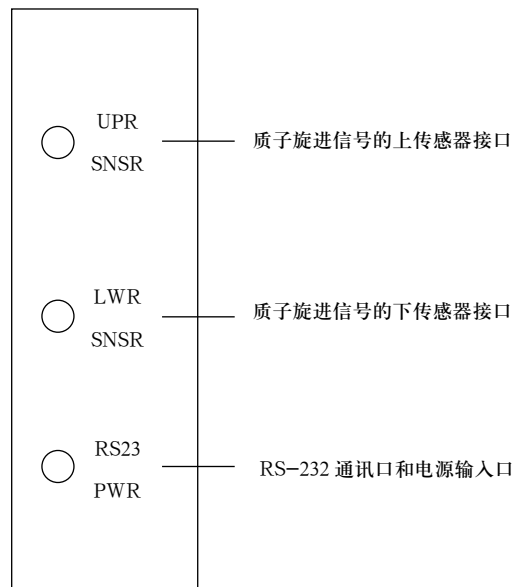 UPR
SNSR
质子旋进信号的上传感器接口
LWR
SNSR
质子旋进信号的下传感器接口
RS23
PWR
RS-232 通讯口和电源输入口